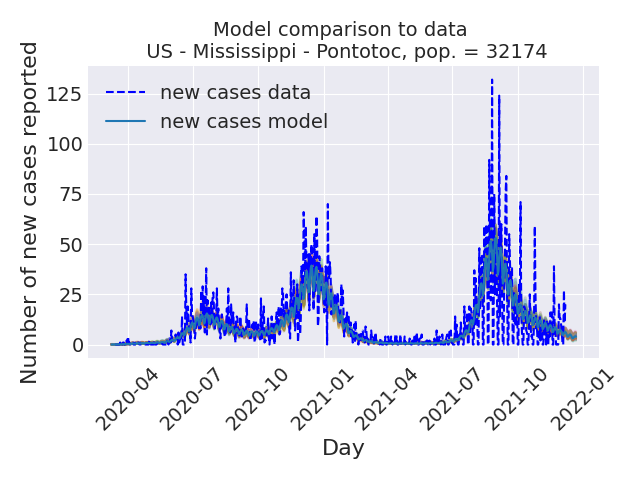 Model comparison to data
US - Mississippi - Pontotoc, pop. = 32174
Number of new cases reported
125
100
75
50
25
0
new cases data
new cases model
2020-04
2020-07
2020-10
2021-01
2021-04
2021-07
2021-10
2022-01
Day